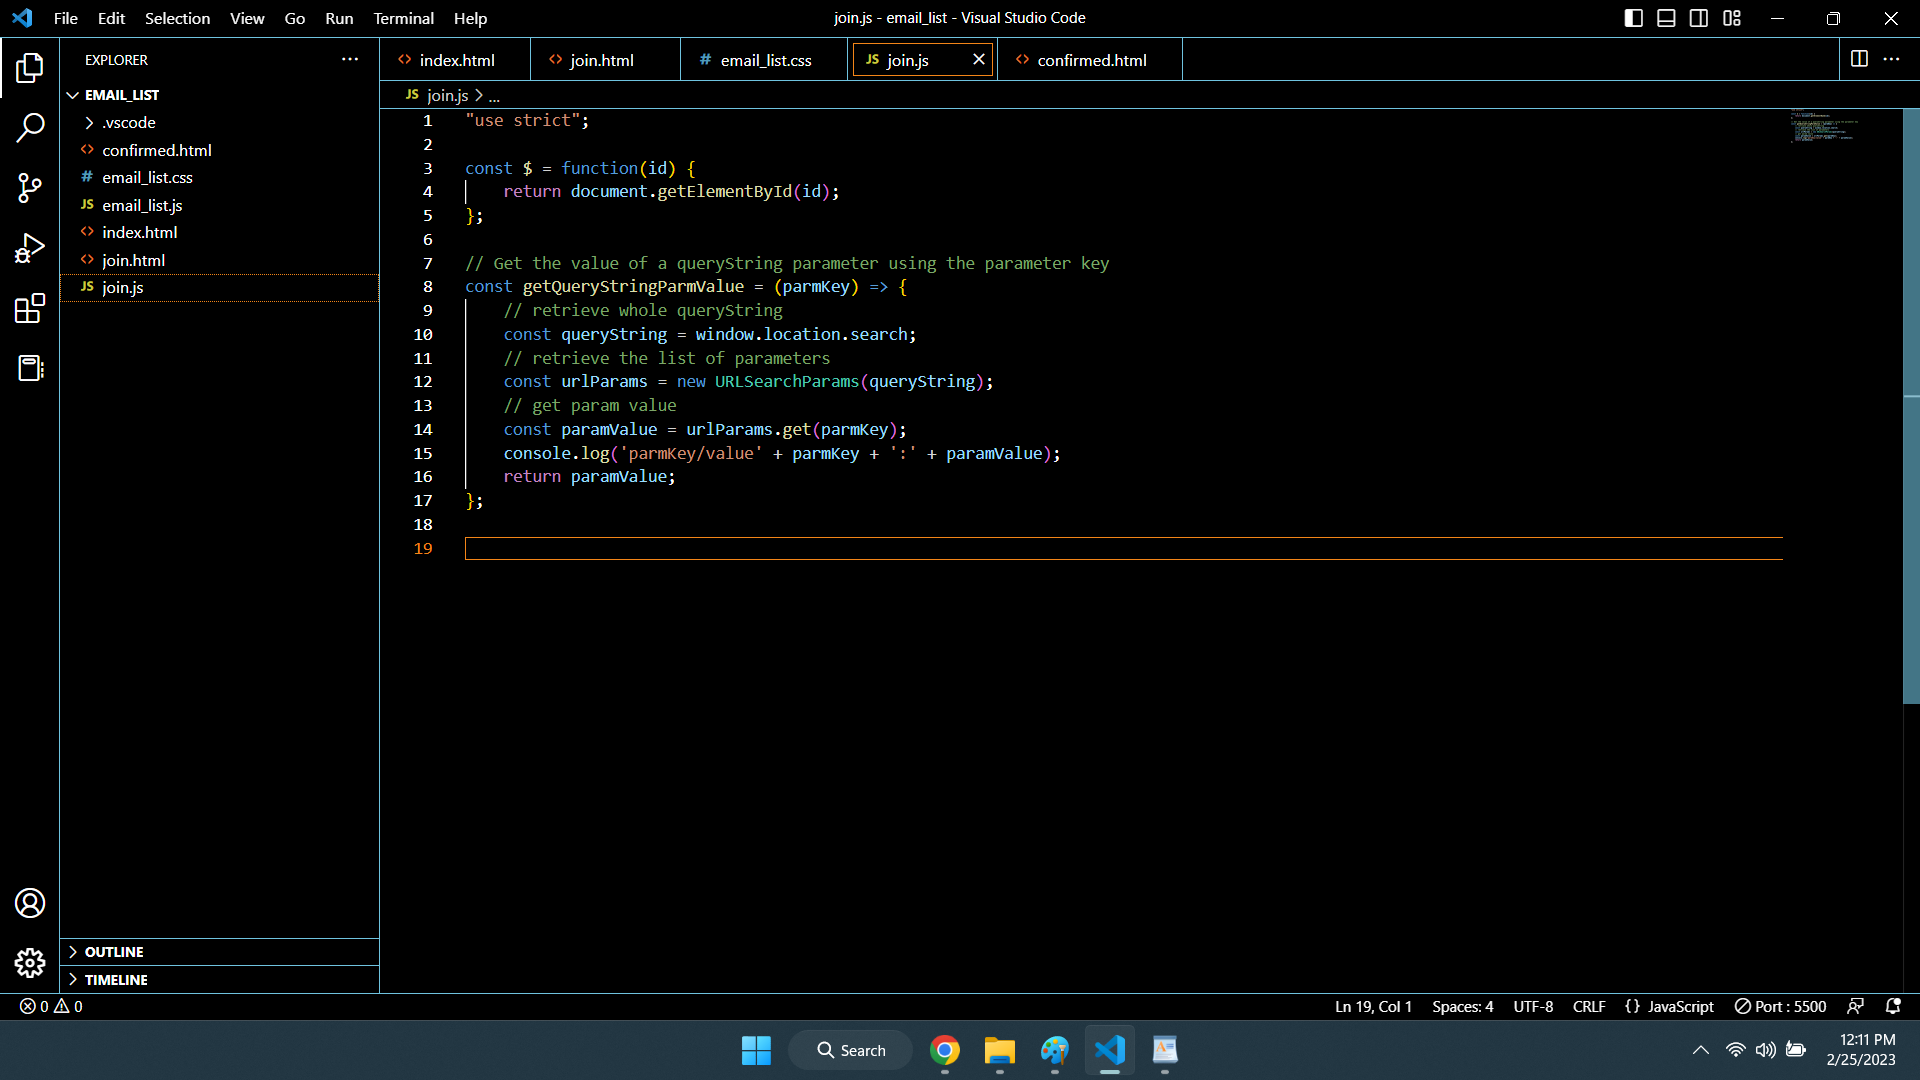 File Edit Selection View Go Run Terminal Help
join.js - email_list - Visual Studio Code
EXPLORER
EMAIL_LIST
.vscode
confirmed.html
# email_list.css
JS email_list.js
index.html
join.html
JS join.js
OUTLINE
TIMELINE
index.html
join.html
# email_list.css
JS join.js
confirmed.html
JS join.js > ...
1 "use strict";
2
3 const $ = function(id) {
4 return document.getElementById(id);
5 };
6
7 // Get the value of a queryString parameter using the parameter key
8 const getQueryStringParmValue = (parmKey) => {
9 // retrieve whole queryString
10 const queryString = window.location.search;
11 // retrieve the list of parameters
12 const urlParams = new URLSearchParams(queryString);
13 // get param value
14 const paramValue = urlParams.get(parmKey);
15 console.log('parmKey/value' + parmKey + ':' + paramValue);
16 return paramValue;
17 };
18
19
0 0
Ln 19, Col 1 Spaces: 4 UTF-8 CRLF {} JavaScript Port : 5500
Search
12:11 PM
2/25/2023